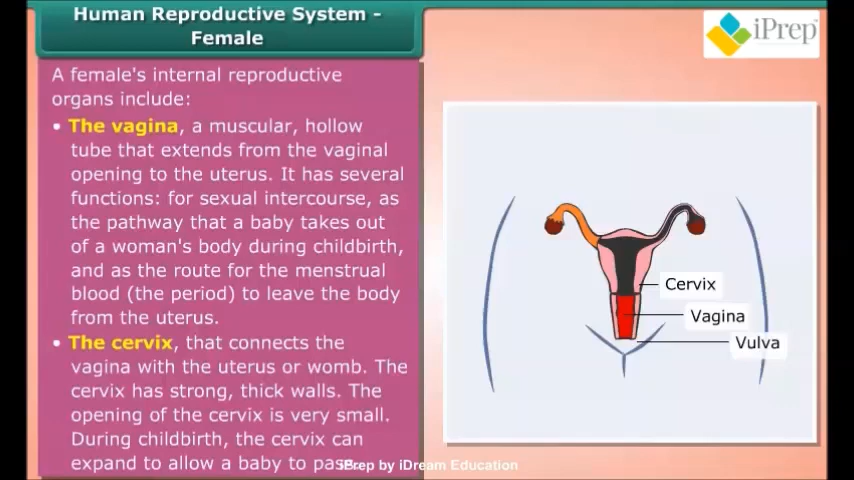 Human Reproductive System -
Female
iPrep
A female's internal reproductive
organs include:
• The vagina, a muscular, hollow
tube that extends from the vaginal
opening to the uterus. It has several
functions: for sexual intercourse, as
the pathway that a baby takes out
of a woman's body during childbirth,
and as the route for the menstrual
blood (the period) to leave the body
from the uterus.
• The cervix, that connects the
vagina with the uterus or womb. The
cervix has strong, thick walls. The
opening of the cervix is very small.
During childbirth, the cervix can
expand to allow a baby to pass.
Cervix
Vagina
Vulva
iPrep by iDream Education